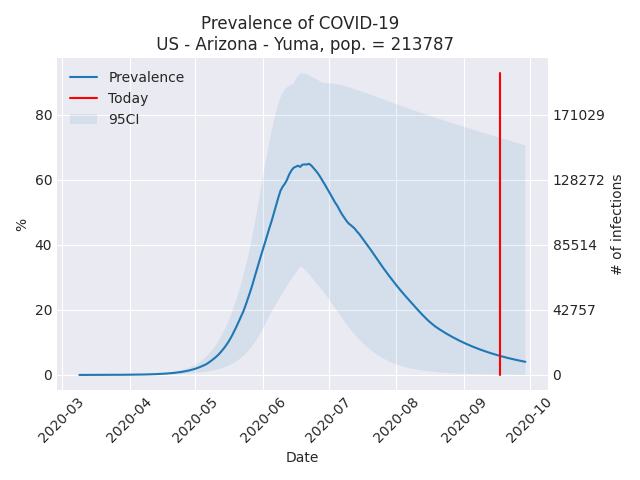 Prevalence of COVID-19
US - Arizona - Yuma, pop. = 213787
Prevalence
Today
95CI
80
60
40
20
0
%
171029
128272
85514
42757
0
# of infections
2020-03
2020-04
2020-05
2020-06
2020-07
2020-08
2020-09
2020-10
Date